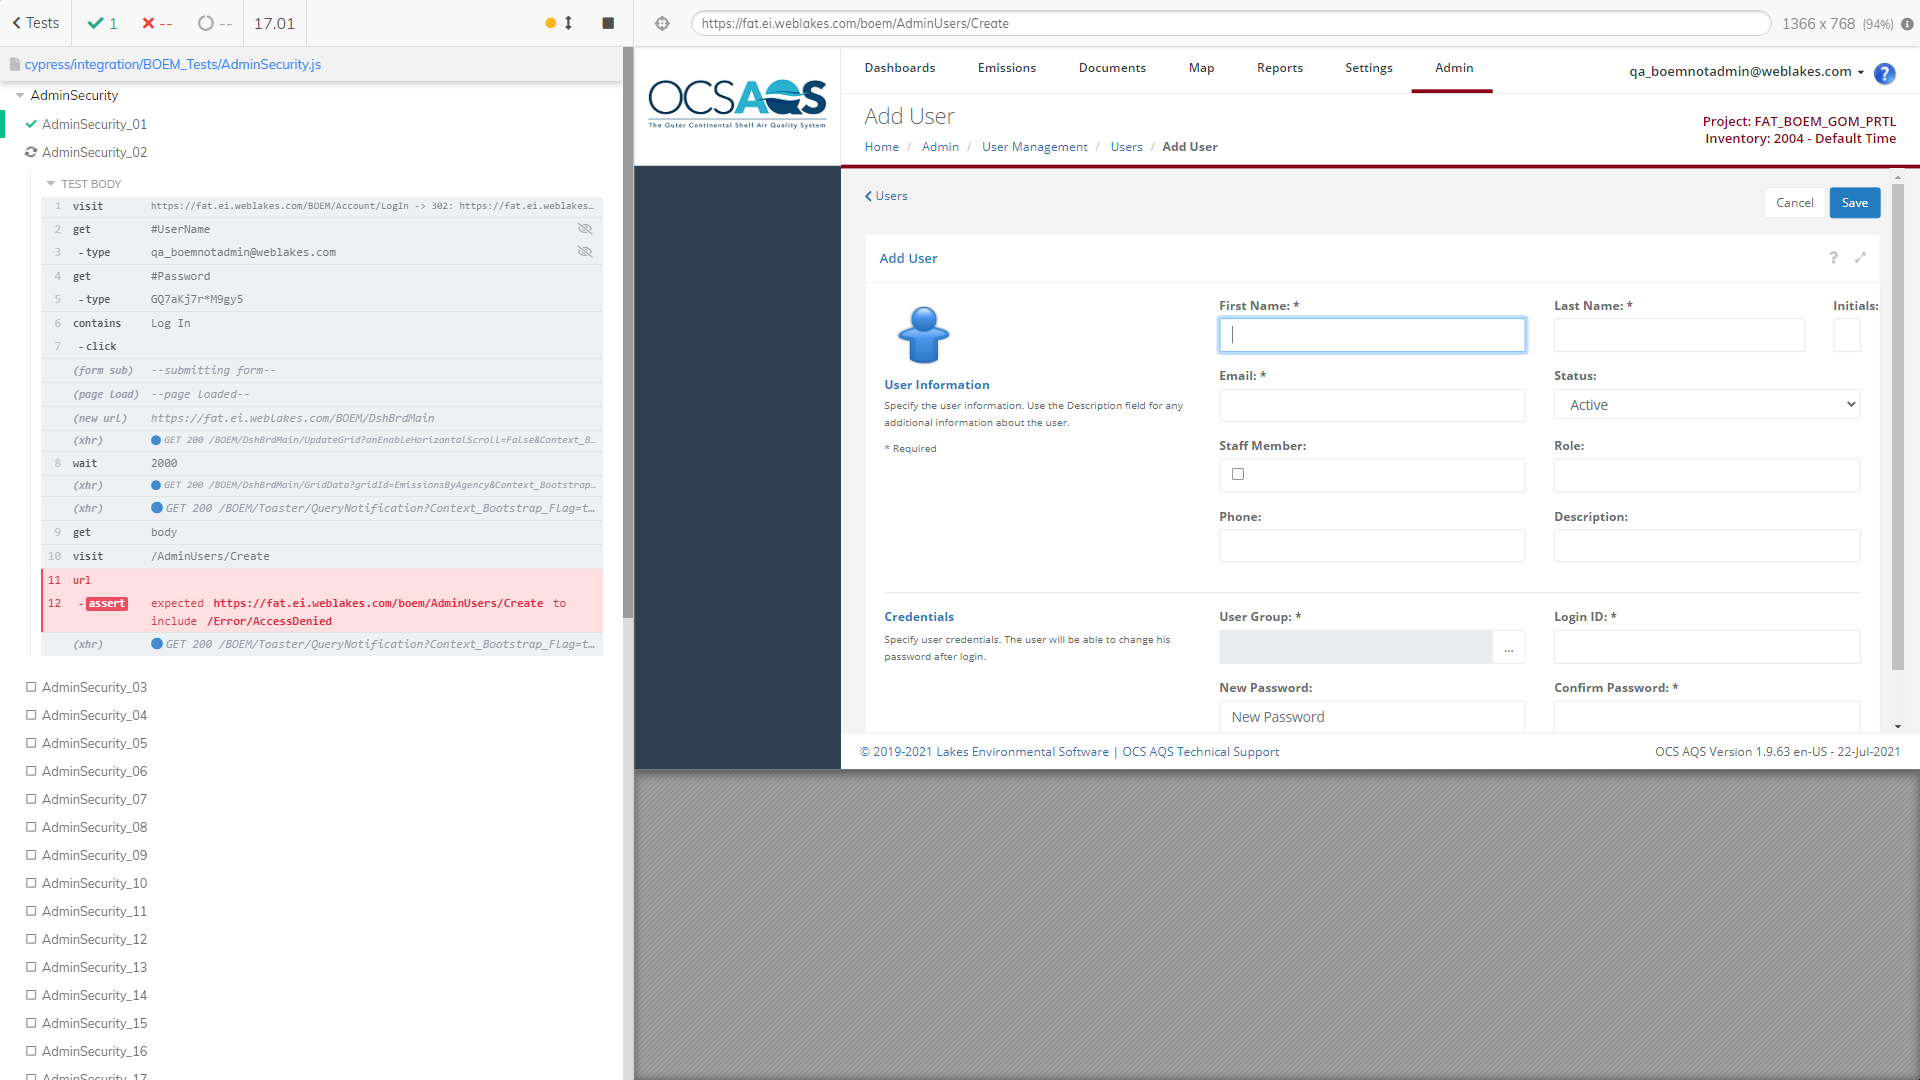 Tests
1
--
--
17.01
cypress/integration/BOEM_Tests/AdminSecurity.js
AdminSecurity
AdminSecurity_01
AdminSecurity_02
TEST BODY
1 visit https://fat.ei.weblakes.com/BOEM/Account/LogIn -> 302: https://fat.ei.weblakes...
2 get #UserName
3 -type qa_boemnotadmin@weblakes.com
4 get #Password
5 -type GQ7aKj7r*M9gy5
6 contains Log In
7 -click
(form sub) --submitting form--
(page load) --page loaded--
(new url) https://fat.ei.weblakes.com/BOEM/DshBrdMain
(xhr) GET 200 /BOEM/DshBrdMain/UpdateGrid?anEnableHorizontalScroll=False&Context_B...
8 wait 2000
(xhr) GET 200 /BOEM/DshBrdMain/GridData?gridId=EmissionsByAgency&Context_Bootstrap...
(xhr) GET 200 /BOEM/Toaster/QueryNotification?Context_Bootstrap_Flag=t...
9 get body
10 visit /AdminUsers/Create
11 url
12 -assert expected https://fat.ei.weblakes.com/boem/AdminUsers/Create to
include /Error/AccessDenied
(xhr) GET 200 /BOEM/Toaster/QueryNotification?Context_Bootstrap_Flag=t...
AdminSecurity_03
AdminSecurity_04
AdminSecurity_05
AdminSecurity_06
AdminSecurity_07
AdminSecurity_08
AdminSecurity_09
AdminSecurity_10
AdminSecurity_11
AdminSecurity_12
AdminSecurity_13
AdminSecurity_14
AdminSecurity_15
AdminSecurity_16
AdminSecurity_17
https://fat.ei.weblakes.com/boem/AdminUsers/Create
1366 x 768 (94%)
OCSAQS
The Outer Continental Shelf Air Quality System
Dashboards Emissions Documents Map Reports Settings Admin
qa_boemnotadmin@weblakes.com
?
Add User
Home / Admin / User Management / Users / Add User
Project: FAT_BOEM_GOM_PRTL
Inventory: 2004 - Default Time
Users
Cancel
Save
Add User
?
First Name: *
Last Name: *
Initials:
User Information
Specify the user information. Use the Description field for any
additional information about the user.
* Required
Email: *
Status:
Active
Staff Member:
Role:
Phone:
Description:
Credentials
Specify user credentials. The user will be able to change his
password after login.
User Group: *
...
Login ID: *
New Password:
New Password
Confirm Password: *
© 2019-2021 Lakes Environmental Software | OCS AQS Technical Support
OCS AQS Version 1.9.63 en-US - 22-Jul-2021